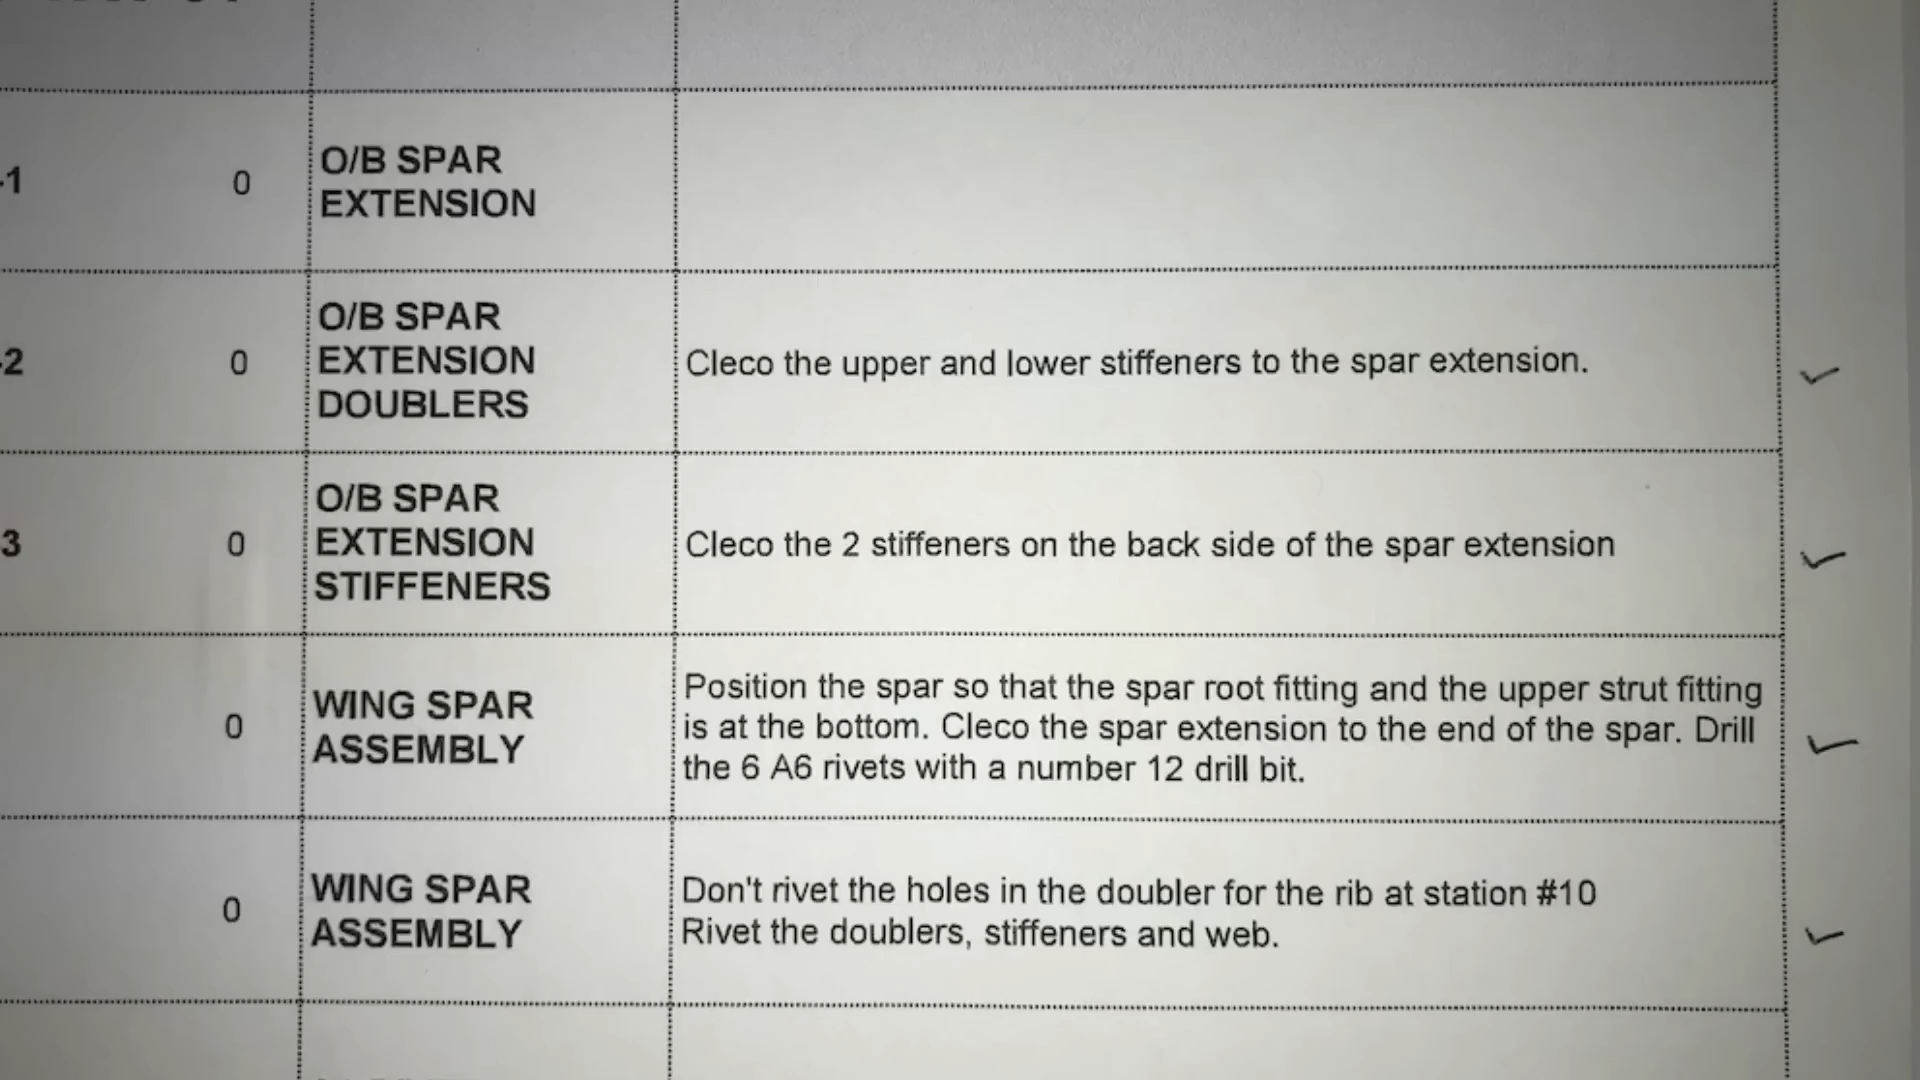 -1 0 O/B SPAR
EXTENSION
-2 0 O/B SPAR
EXTENSION
DOUBLERS
Cleco the upper and lower stiffeners to the spar extension.
3 0 O/B SPAR
EXTENSION
STIFFENERS
Cleco the 2 stiffeners on the back side of the spar extension
0 WING SPAR
ASSEMBLY
Position the spar so that the spar root fitting and the upper strut fitting
is at the bottom. Cleco the spar extension to the end of the spar. Drill
the 6 A6 rivets with a number 12 drill bit.
0 WING SPAR
ASSEMBLY
Don't rivet the holes in the doubler for the rib at station #10
Rivet the doublers, stiffeners and web.